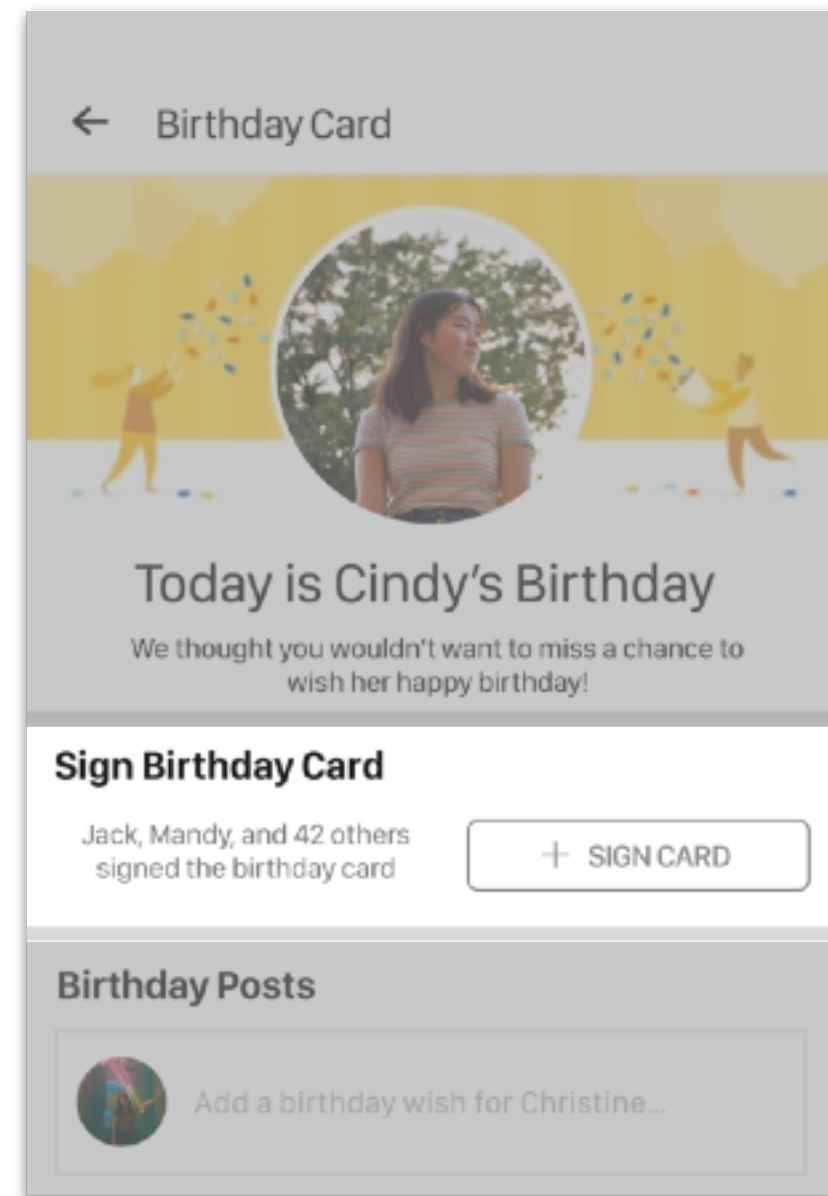 Birthday Card
Today is Cindy's Birthday
We thought you wouldn't want to miss a chance to
wish her happy birthday!
Sign Birthday Card
Jack, Mandy, and 42 others
signed the birthday card
+ SIGN CARD
Birthday Posts
Add a birthday wish for Christine...